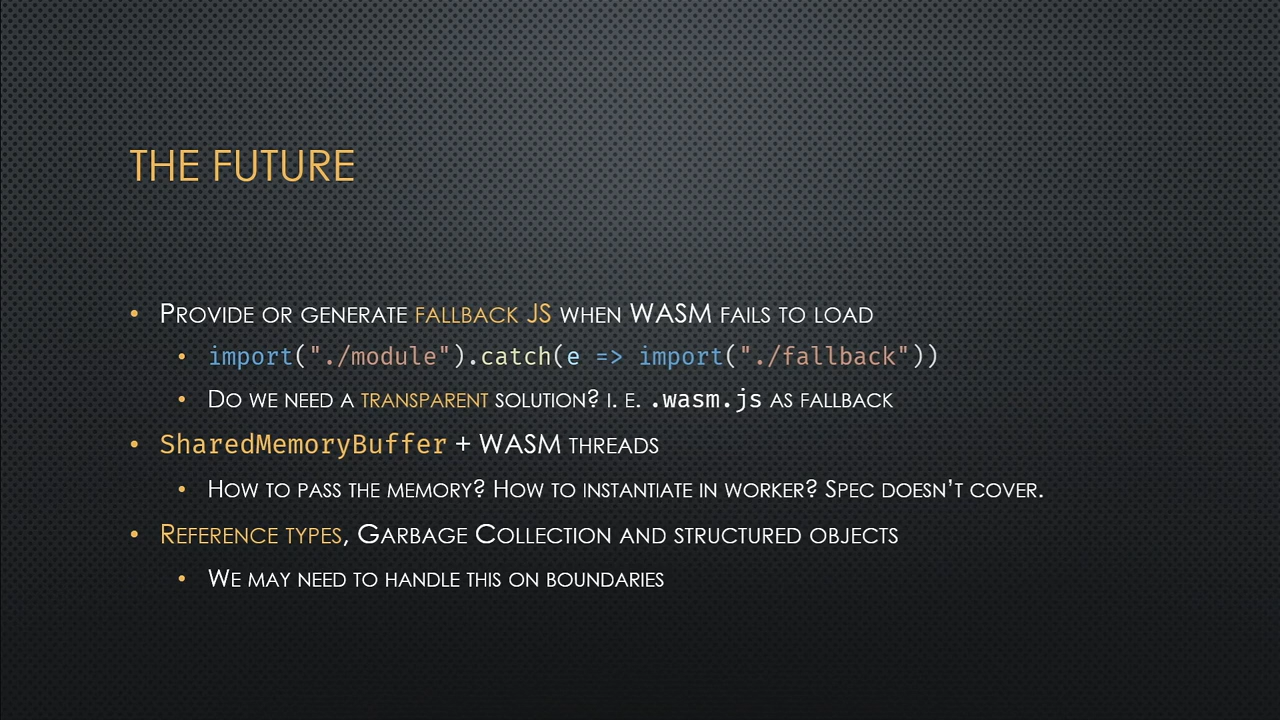 THE FUTURE
• PROVIDE OR GENERATE FALLBACK JS WHEN WASM FAILS TO LOAD
• import("./module").catch(e => import("./fallback"))
• DO WE NEED A TRANSPARENT SOLUTION? I. E. .wasm.js AS FALLBACK
• SharedMemoryBuffer + WASM THREADS
• HOW TO PASS THE MEMORY? HOW TO INSTANTIATE IN WORKER? SPEC DOESN'T COVER.
• REFERENCE TYPES, GARBAGE COLLECTION AND STRUCTURED OBJECTS
• WE MAY NEED TO HANDLE THIS ON BOUNDARIES